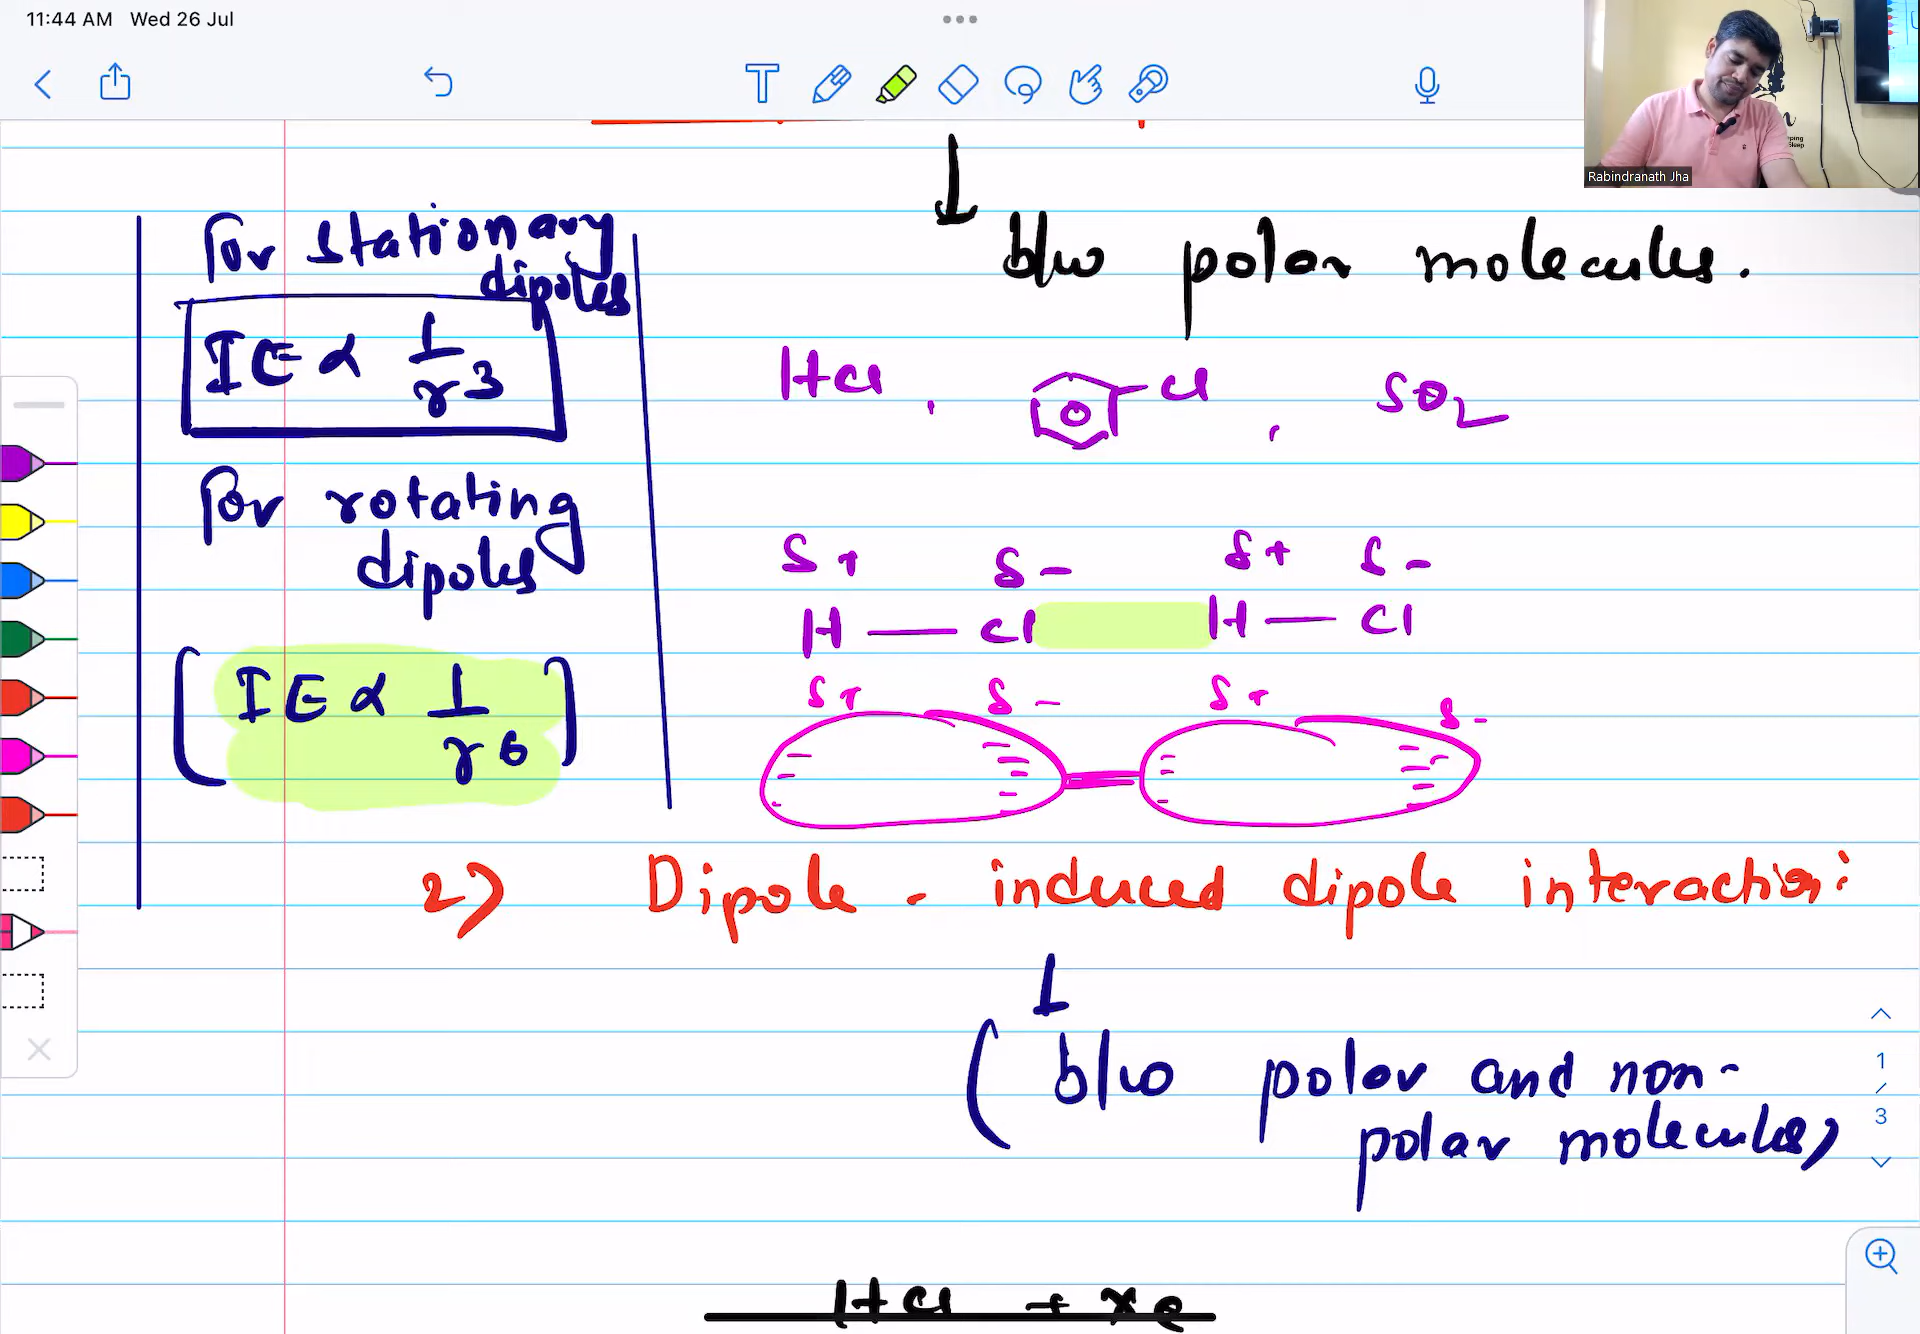 11:44 AM Wed 26 Jul
Rabindranath Jha
b/w polar molecules.
For stationary
dipoles
IE ∝ 1/r3
HCl , Cl , SO2
For rotating
dipoles
δ+ δ- δ+ δ-
H — Cl H — Cl
IE ∝ 1/r6
δ+ δ- δ+ δ-
2) Dipole - induced dipole interaction:
(b/w polar and non-
polar molecules)
1
/
3
HCl + Xe